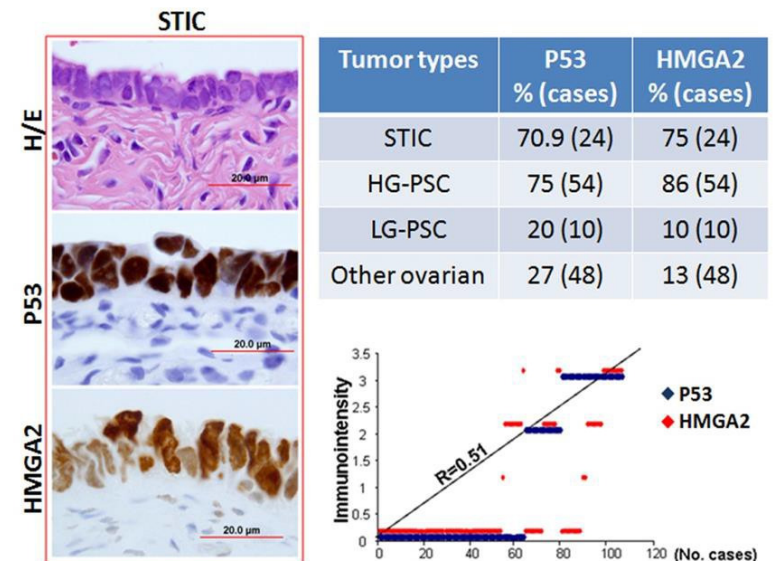 STIC
H/E
20.0 µm
P53
20.0 µm
HMGA2
20.0 µm
Tumor types P53 % (cases) HMGA2 % (cases)
STIC 70.9 (24) 75 (24)
HG-PSC 75 (54) 86 (54)
LG-PSC 20 (10) 10 (10)
Other ovarian 27 (48) 13 (48)
Immunointensity
3.5
3
2.5
2
1.5
1
0.5
0
R=0.51
P53
HMGA2
0 20 40 60 80 100 120 (No. cases)